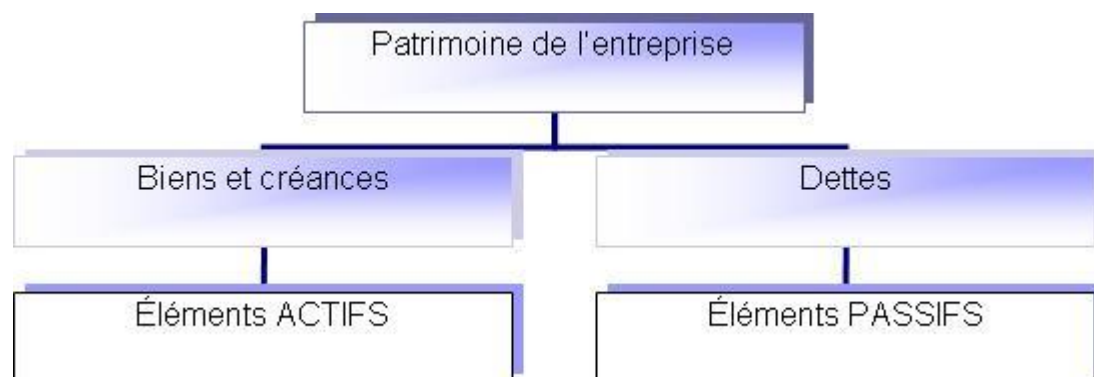 Patrimoine de l'entreprise
Biens et créances
Dettes
Éléments ACTIFS
Éléments PASSIFS